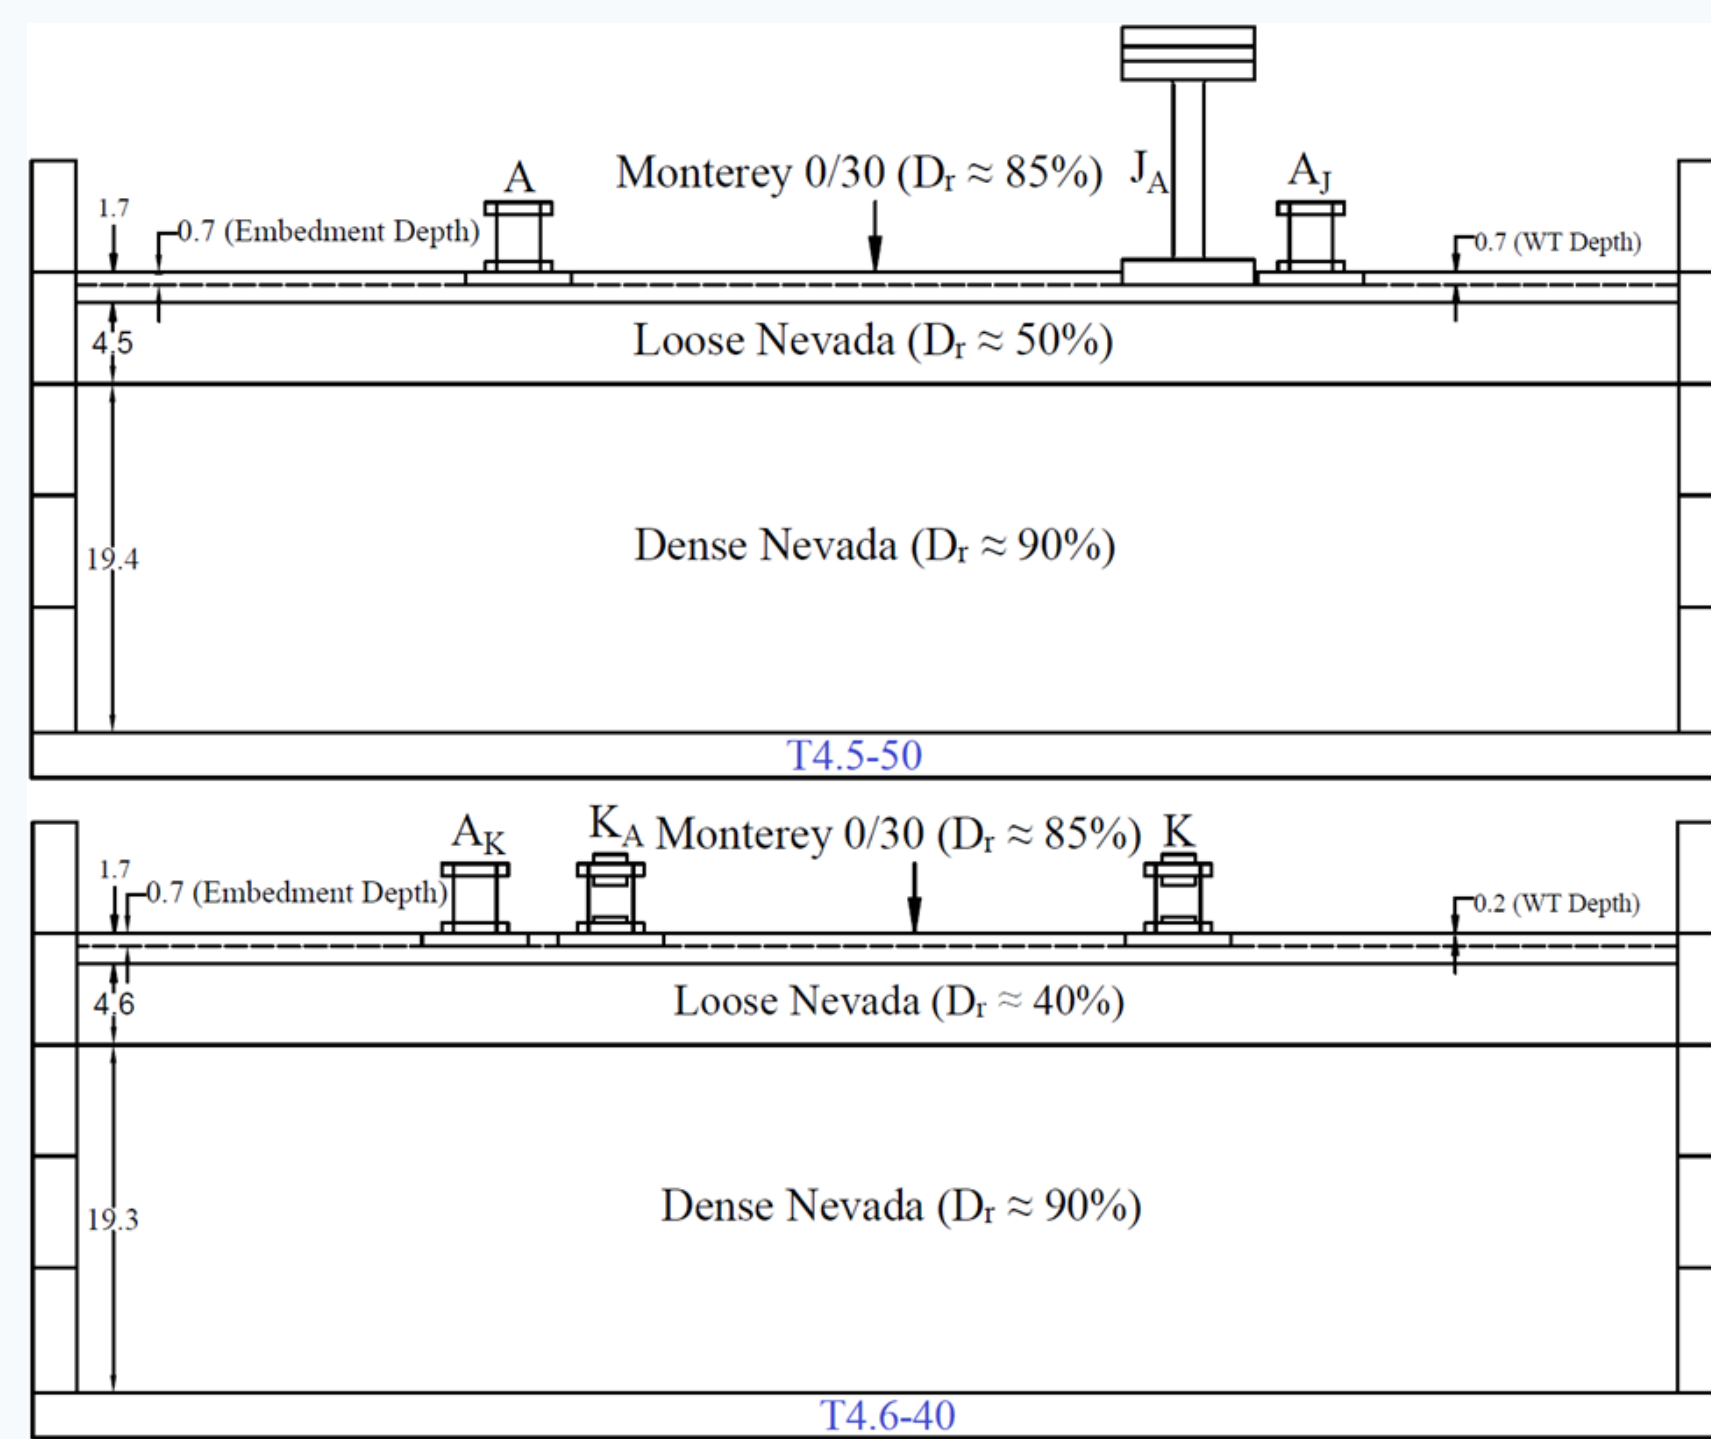 A
Monterey 0/30 (Dr ≈ 85%)
JA
AJ
1.7
0.7 (Embedment Depth)
0.7 (WT Depth)
4.5
Loose Nevada (Dr ≈ 50%)
19.4
Dense Nevada (Dr ≈ 90%)
T4.5-50
AK
KA
Monterey 0/30 (Dr ≈ 85%)
K
1.7
0.7 (Embedment Depth)
0.2 (WT Depth)
4.6
Loose Nevada (Dr ≈ 40%)
19.3
Dense Nevada (Dr ≈ 90%)
T4.6-40